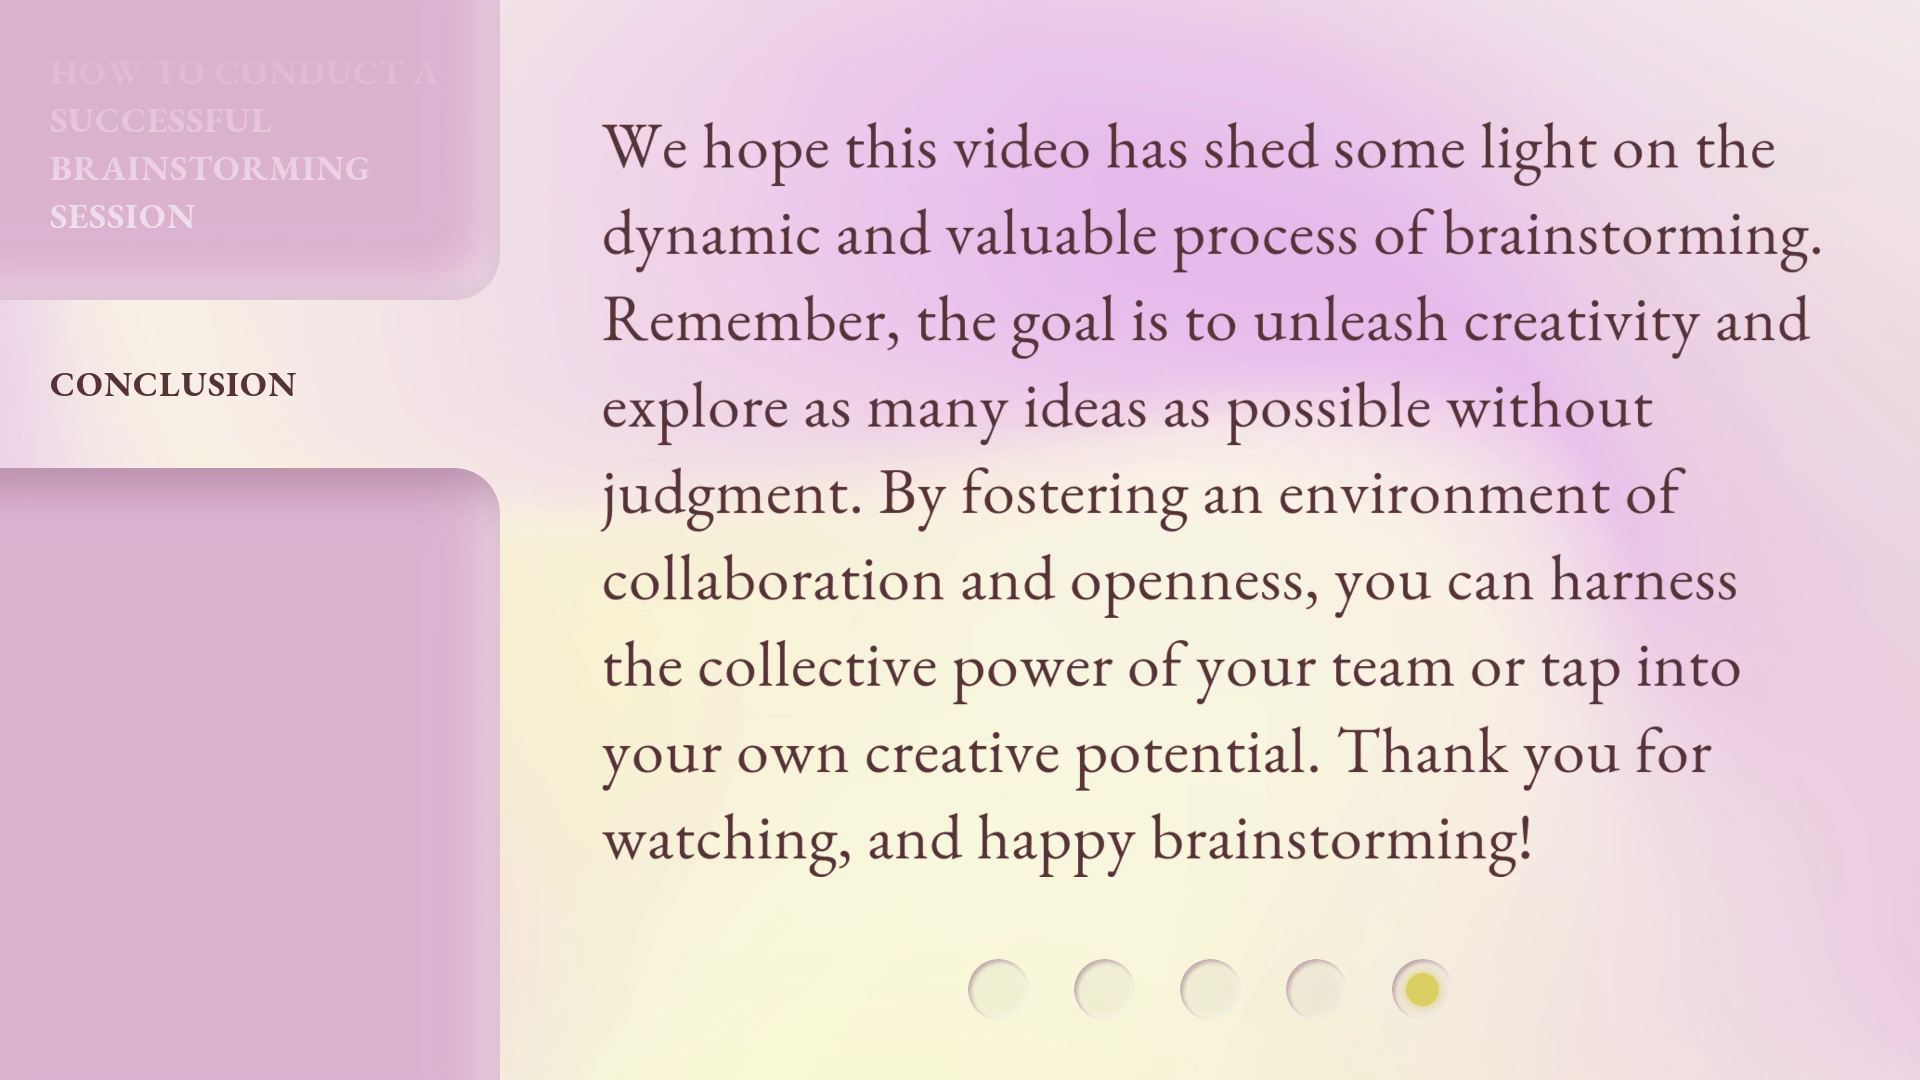 HOW TO CONDUCT A
SUCCESSFUL
BRAINSTORMING
SESSION
CONCLUSION
We hope this video has shed some light on the
dynamic and valuable process of brainstorming.
Remember, the goal is to unleash creativity and
explore as many ideas as possible without
judgment. By fostering an environment of
collaboration and openness, you can harness
the collective power of your team or tap into
your own creative potential. Thank you for
watching, and happy brainstorming!